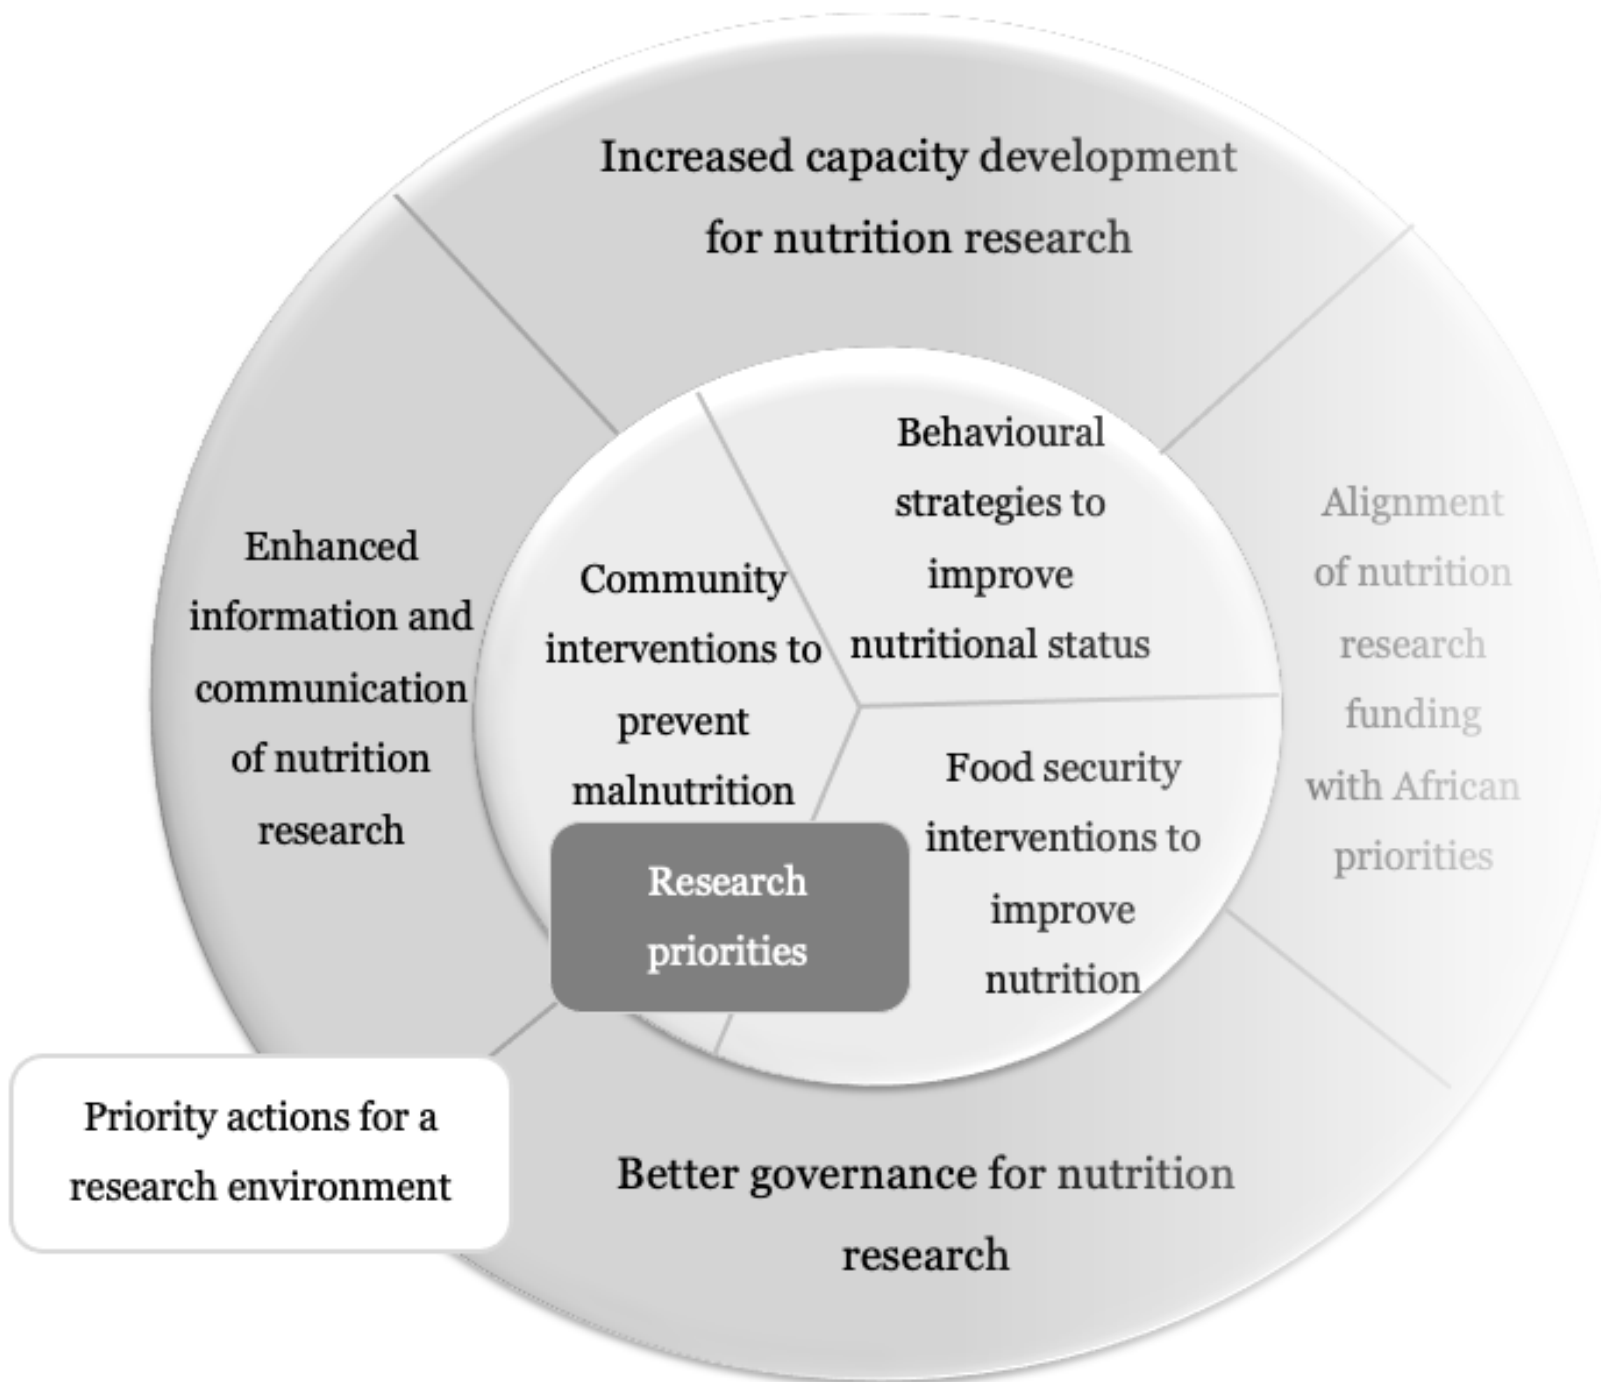 Increased capacity development
for nutrition research
Enhanced
information and
communication
of nutrition
research
Community
interventions to
prevent
malnutrition
Behavioural
strategies to
improve
nutritional status
Food security
interventions to
improve
nutrition
Alignment
of nutrition
research
funding
with African
priorities
Research
priorities
Priority actions for a
research environment
Better governance for nutrition
research